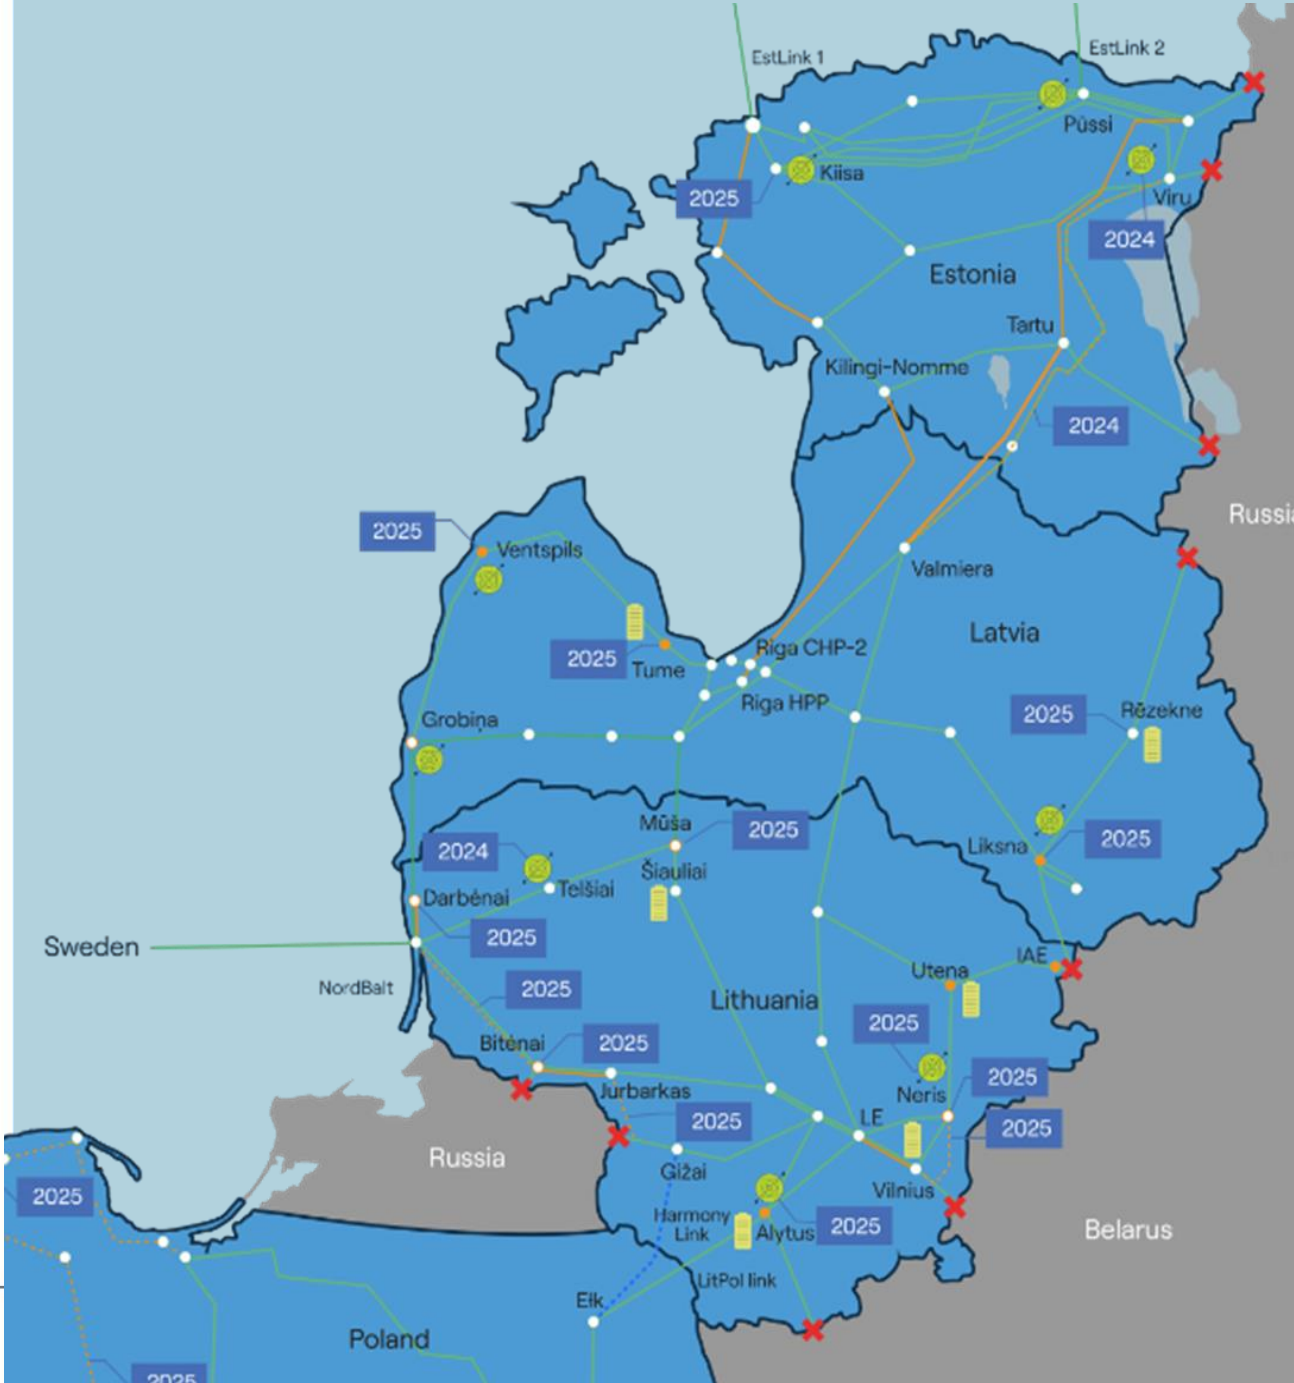 EstLink 1
EstLink 2
Püssi
Kiisa
2025
Viru
2024
Estonia
Tartu
Kilingi-Nomme
2024
Russia
2025
Ventspils
Valmiera
Latvia
Riga CHP-2
2025
Tume
Riga HPP
2025
Rēzekne
Grobiņa
Mūša
2025
2024
Liksna
2025
Šiauliai
Telšiai
Darbėnai
2025
Sweden
IAE
Utena
NordBalt
2025
Lithuania
2025
Bitėnai
2025
2025
Neris
Jurbarkas
2025
LE
2025
Russia
Gižai
Vilnius
2025
Harmony
Link
Alytus
2025
Belarus
LitPol link
Ełk
Poland
2025